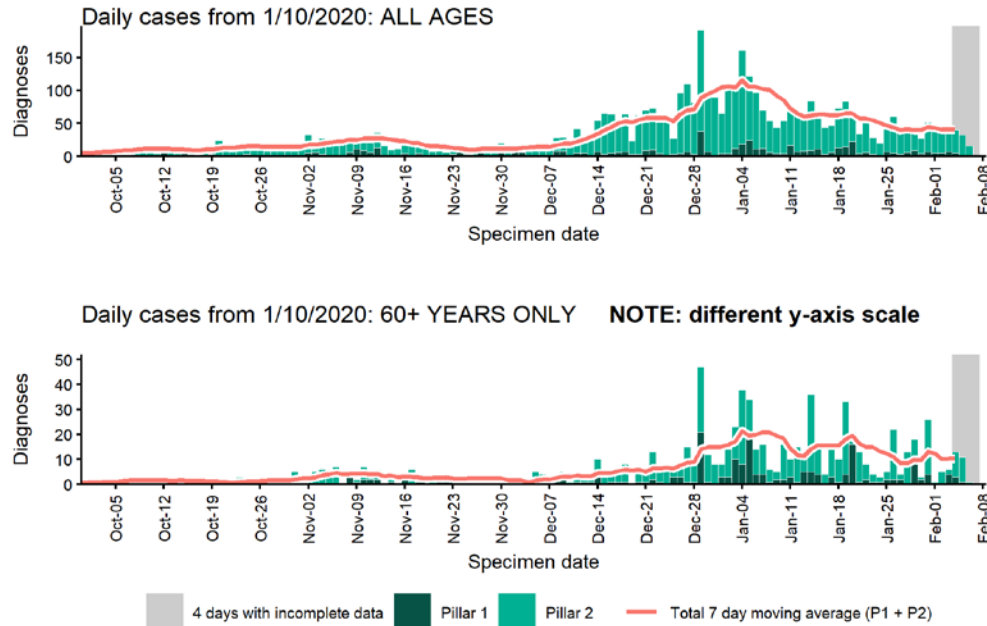 Daily cases from 1/10/2020: ALL AGES
Diagnoses
150
100
50
0
Oct-05 Oct-12 Oct-19 Oct-26 Nov-02 Nov-09 Nov-16 Nov-23 Nov-30 Dec-07 Dec-14 Dec-21 Dec-28 Jan-04 Jan-11 Jan-18 Jan-25 Feb-01 Feb-08
Specimen date
Daily cases from 1/10/2020: 60+ YEARS ONLY NOTE: different y-axis scale
Diagnoses
50
40
30
20
10
0
Oct-05 Oct-12 Oct-19 Oct-26 Nov-02 Nov-09 Nov-16 Nov-23 Nov-30 Dec-07 Dec-14 Dec-21 Dec-28 Jan-04 Jan-11 Jan-18 Jan-25 Feb-01 Feb-08
Specimen date
4 days with incomplete data Pillar 1 Pillar 2 Total 7 day moving average (P1 + P2)